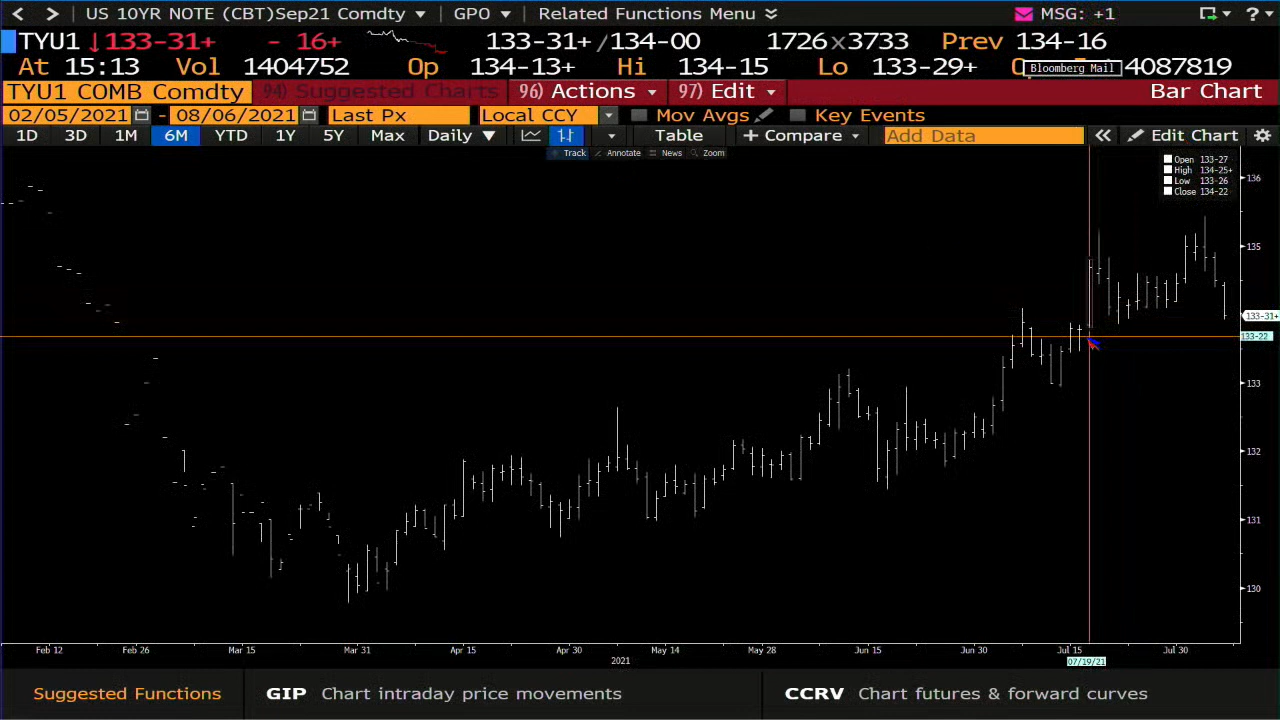 < > US 10YR NOTE (CBT)Sep21 Comdty ▼ GPO ▼ Related Functions Menu MSG: +1 ?
TYU1 ↓133-31+ - 16+ 133-31+/134-00 1726x3733 Prev 134-16
At 15:13 Vol 1404752 Op 134-13+ Hi 134-15 Lo 133-29+ 4087819
Bloomberg Mail
TYU1 COMB Comdty 94) Suggested Charts 96) Actions 97) Edit Bar Chart
02/05/2021 - 08/06/2021 Last Px Local CCY Mov Avgs Key Events
1D 3D 1M 6M YTD 1Y 5Y Max Daily ▼ Table + Compare Add Data « Edit Chart
Track Annotate News Zoom
Open 133-27
High 134-25+
Low 133-26
Close 134-22
136
135
133-31+
133-22
133
132
131
130
Feb 12 Feb 26 Mar 15 Mar 31 Apr 15 Apr 30 May 14 May 28 Jun 15 Jun 30 Jul 15 Jul 30
2021
07/19/21
Suggested Functions GIP Chart intraday price movements CCRV Chart futures & forward curves